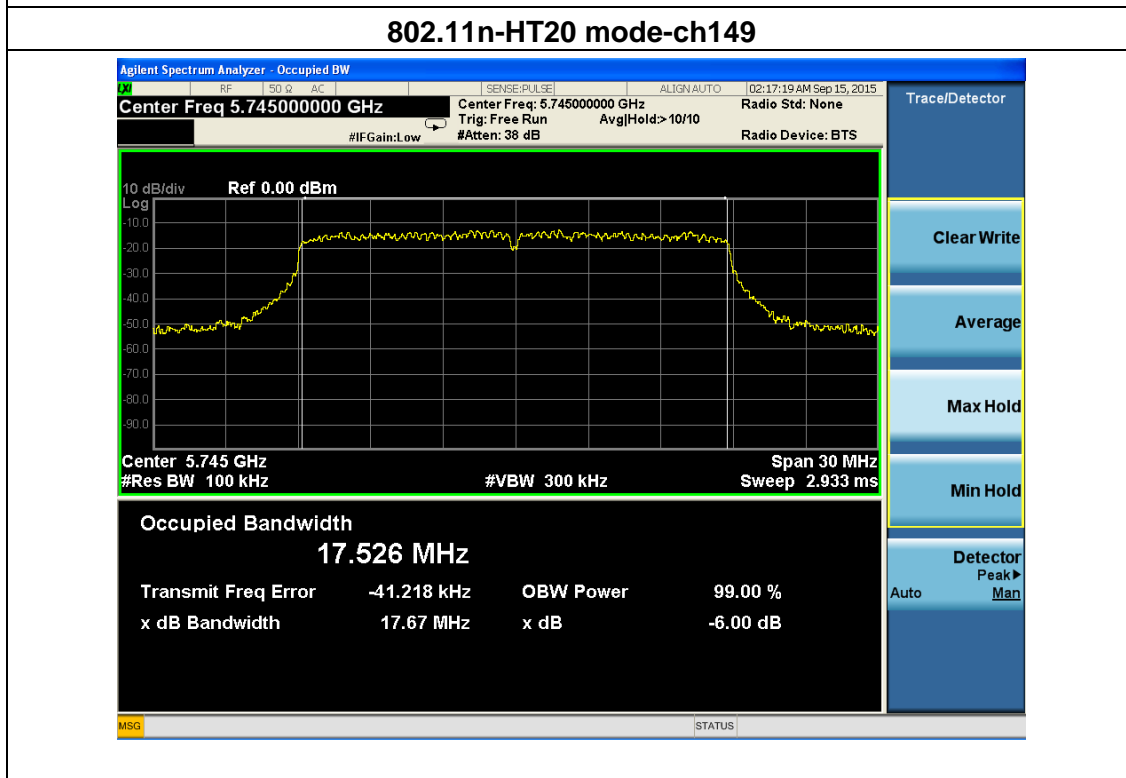 802.11n-HT20 mode-ch149
Agilent Spectrum Analyzer - Occupied BW
LXI RF 50 Ω AC SENSE:PULSE ALIGN AUTO 02:17:19 AM Sep 15, 2015
Center Freq 5.745000000 GHz
Center Freq: 5.745000000 GHz
Radio Std: None
Trig: Free Run Avg|Hold:>10/10
#IFGain:Low #Atten: 38 dB Radio Device: BTS
Trace/Detector
10 dB/div Ref 0.00 dBm
Log
-10.0
-20.0
-30.0
-40.0
-50.0
-60.0
-70.0
-80.0
-90.0
Clear Write
Average
Max Hold
Min Hold
Detector
Peak▶
Auto Man
Center 5.745 GHz Span 30 MHz
#Res BW 100 kHz #VBW 300 kHz Sweep 2.933 ms
Occupied Bandwidth
17.526 MHz
Transmit Freq Error -41.218 kHz OBW Power 99.00 %
x dB Bandwidth 17.67 MHz x dB -6.00 dB
MSG STATUS